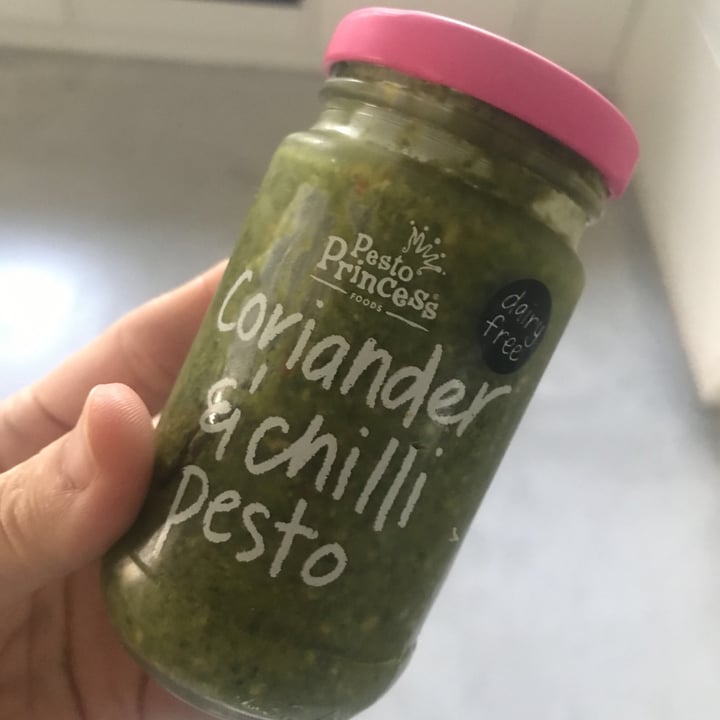 Pesto
Princess
FOODS
dairy
free
coriander
& chilli
pesto